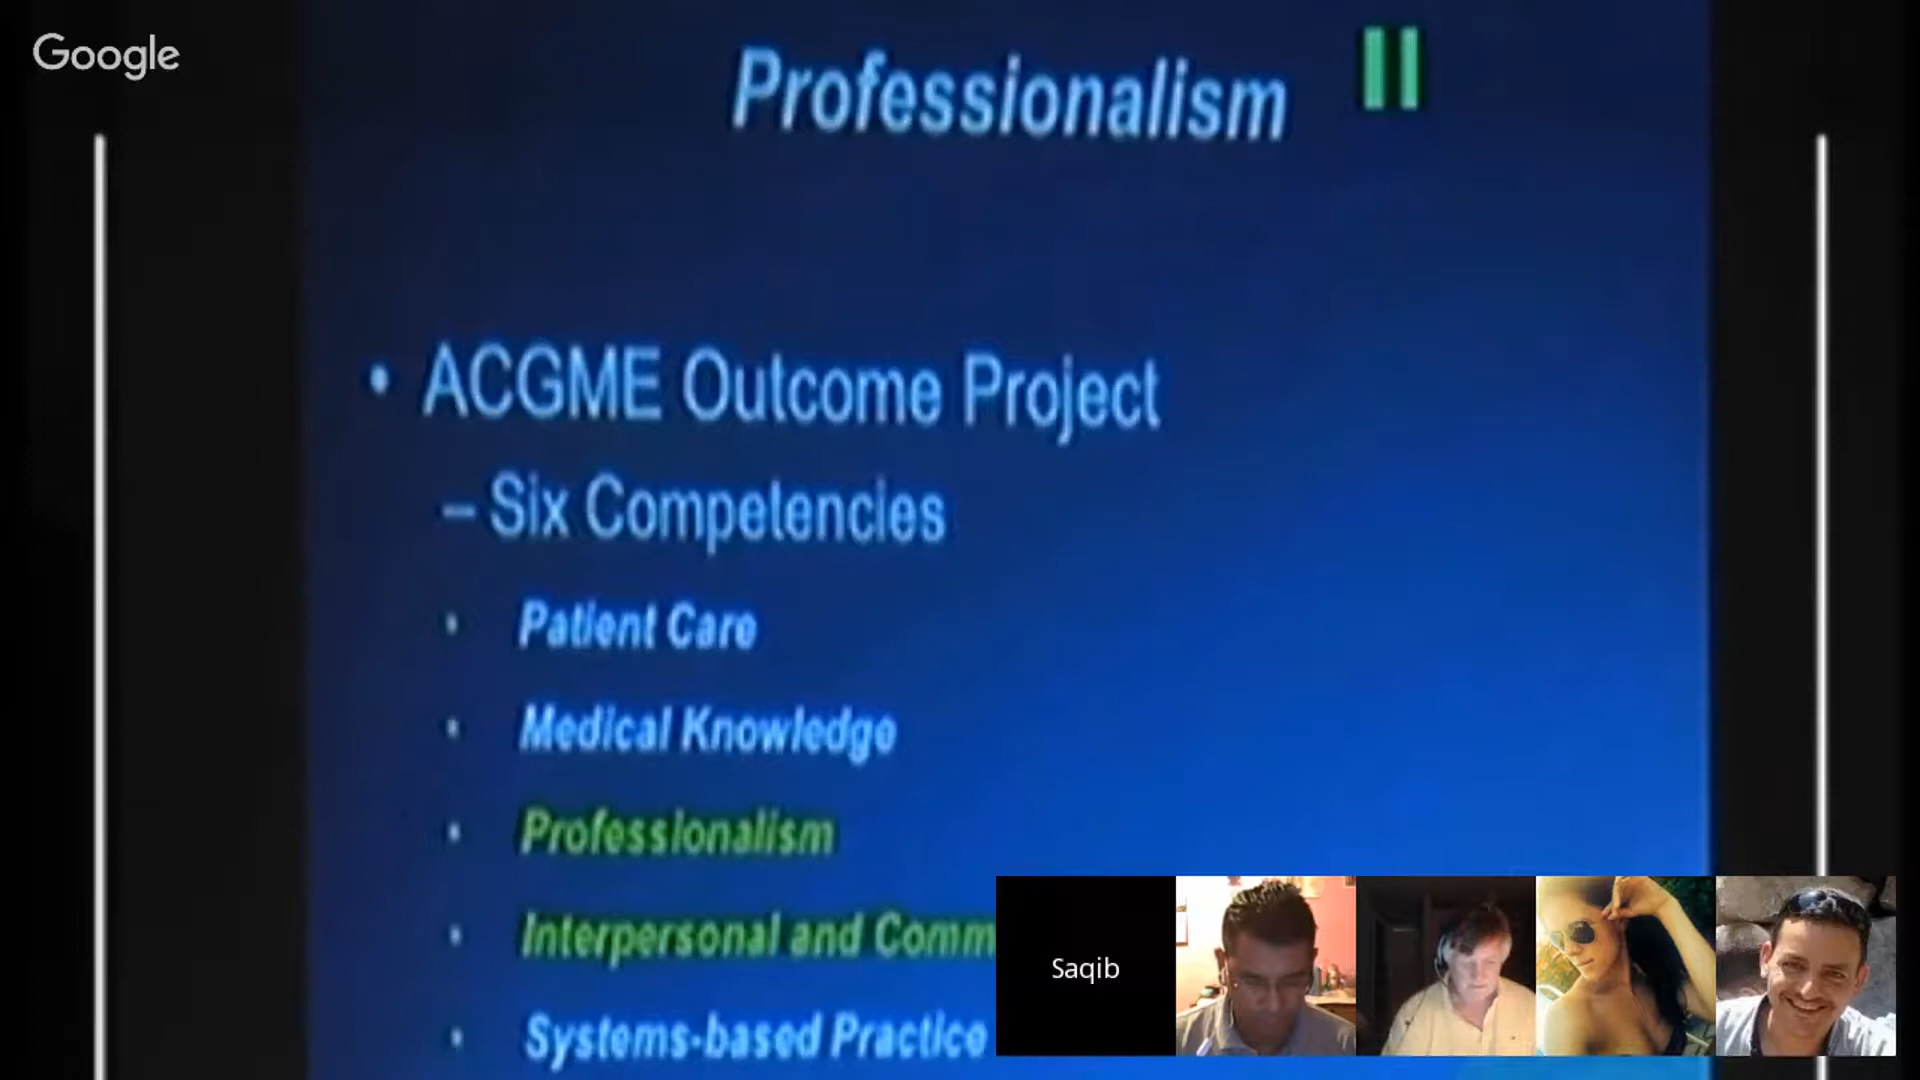 Google
Professionalism
• ACGME Outcome Project
– Six Competencies
• Patient Care
• Medical Knowledge
• Professionalism
• Interpersonal and Comm
• Systems-based Practice
Saqib